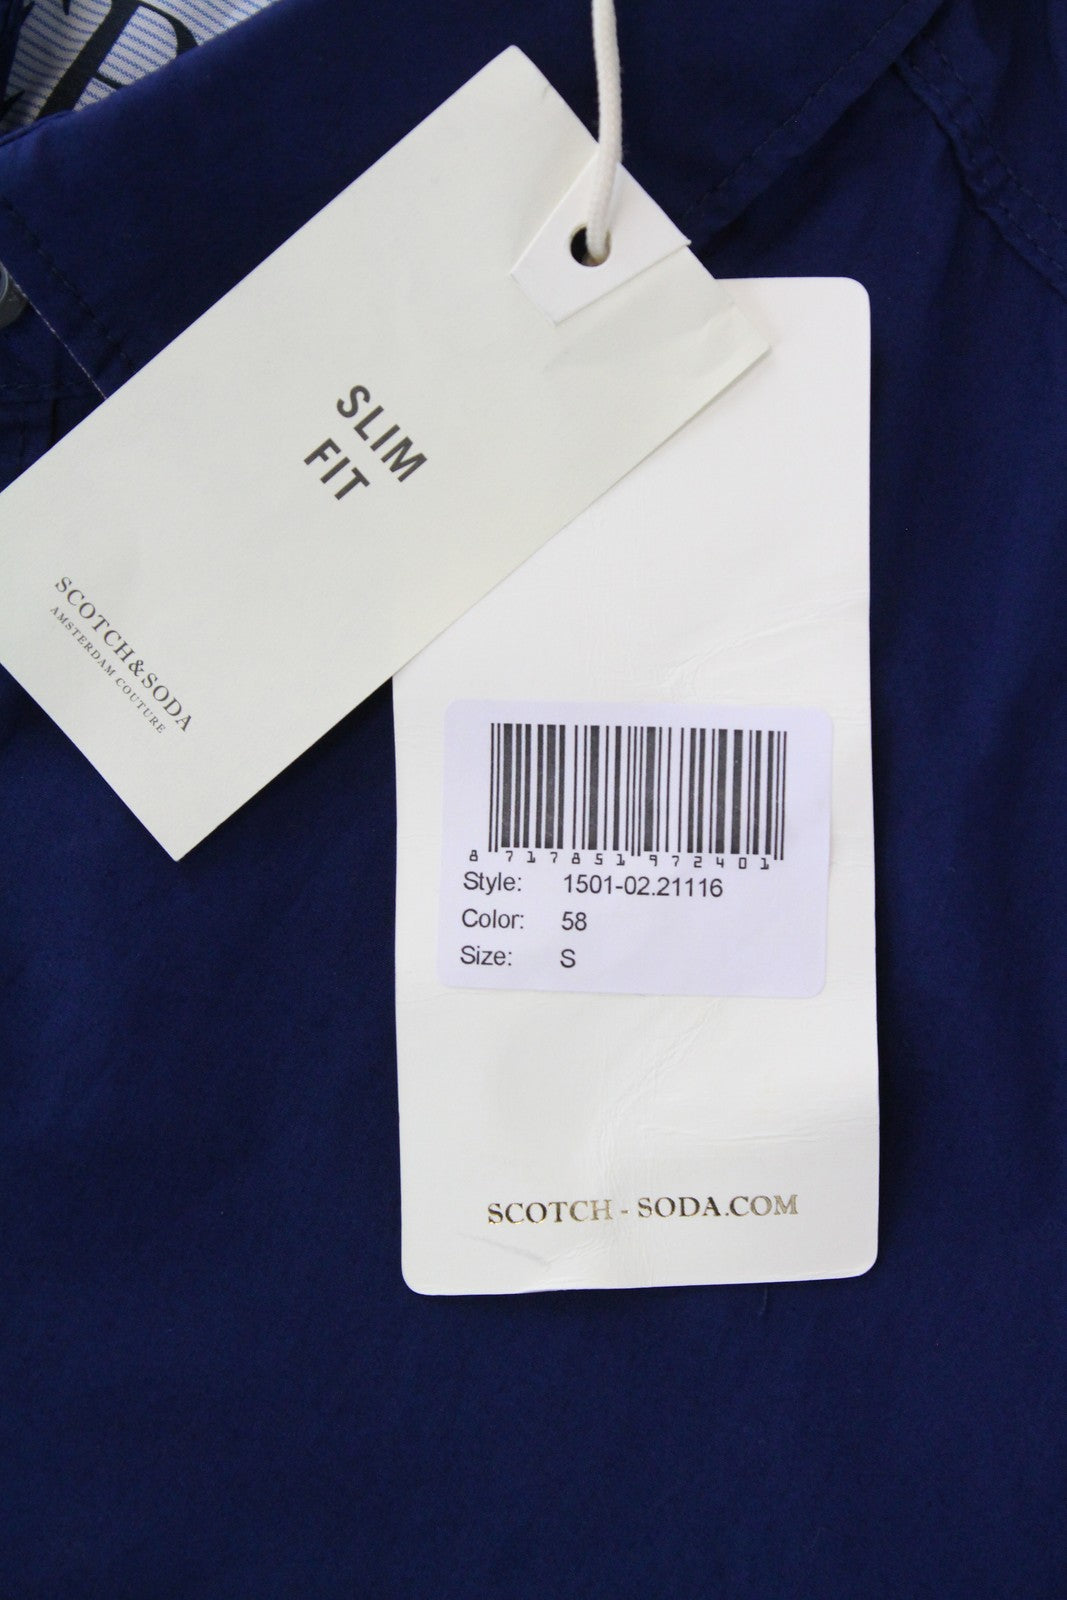 SLIM
FIT
SCOTCH&SODA
AMSTERDAM COUTURE
8 717851 972401
Style: 1501-02.21116
Color: 58
Size: S
SCOTCH - SODA.COM